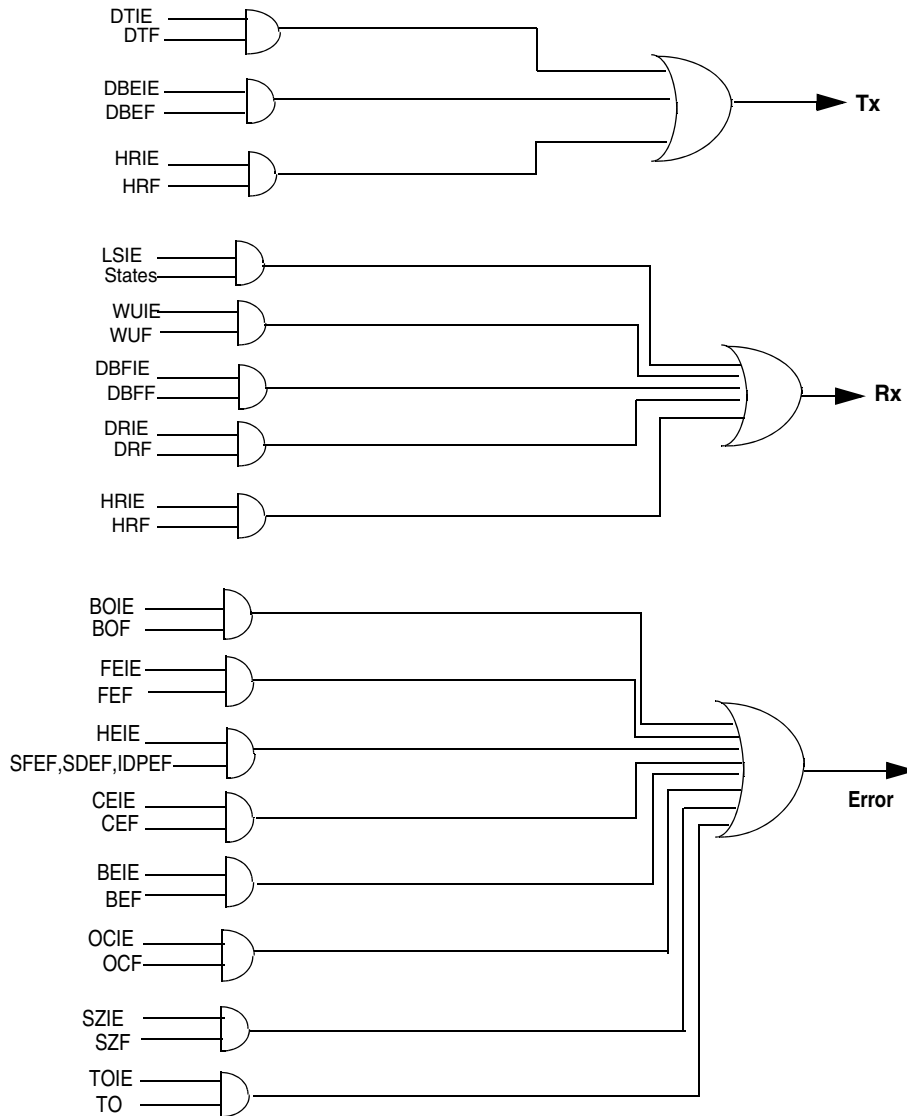 DTIE
DTF
DBEIE
DBEF
Tx
HRIE
HRF
LSIE
States
WUIE
WUF
DBFIE
DBFF
Rx
DRIE
DRF
HRIE
HRF
BOIE
BOF
FEIE
FEF
HEIE
SFEF,SDEF,IDPEF
Error
CEIE
CEF
BEIE
BEF
OCIE
OCF
SZIE
SZF
TOIE
TO